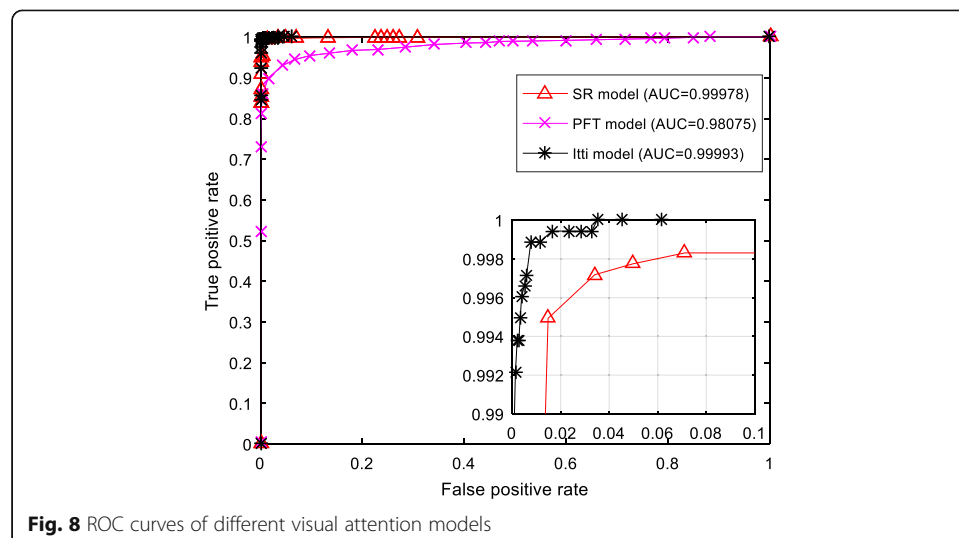 1
0.9
0.8
0.7
0.6
0.5
0.4
0.3
0.2
0.1
0
True positive rate
SR model (AUC=0.99978)
PFT model (AUC=0.98075)
Itti model (AUC=0.99993)
1
0.998
0.996
0.994
0.992
0.99
0 0.02 0.04 0.06 0.08 0.1
0 0.2 0.4 0.6 0.8 1
False positive rate
Fig. 8 ROC curves of different visual attention models